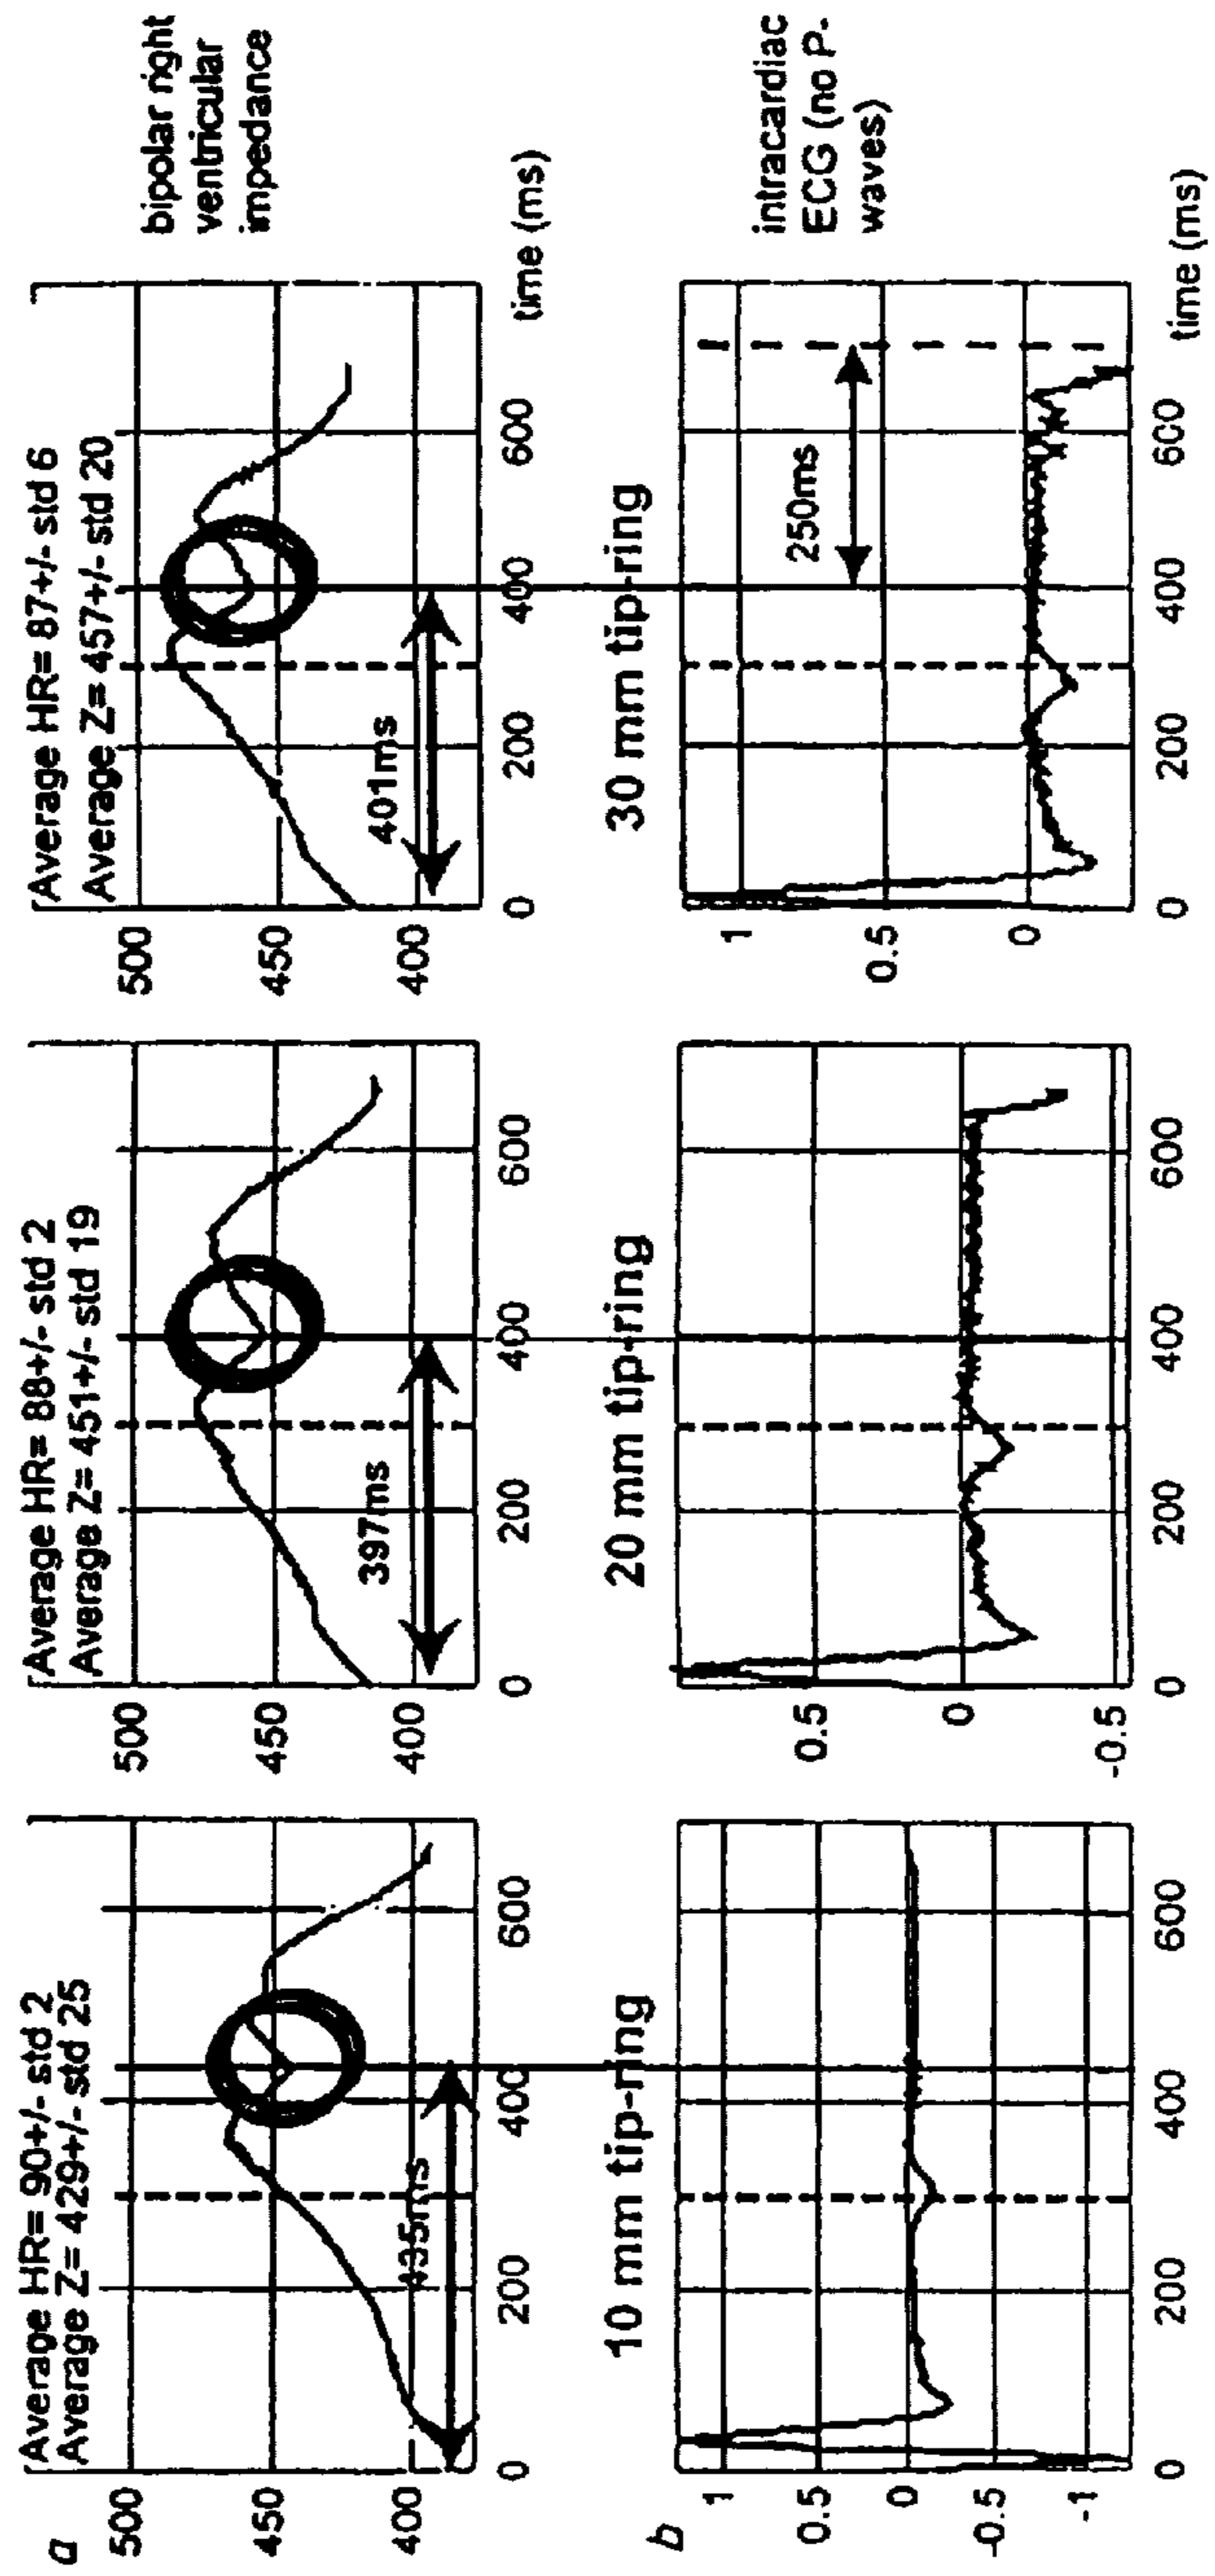 a
Average HR= 90+/- std 2
Average Z= 429+/- std 25
500
450
400
435ms
0
200
400
600
Average HR= 88+/- std 2
Average Z= 451+/- std 19
500
450
400
397ms
0
200
400
600
Average HR= 87+/- std 6
Average Z= 457+/- std 20
500
450
400
401ms
0
200
400
600
time (ms)
bipolar right
ventricular
impedance
b
10 mm tip-ring
1
0.5
0
-0.5
-1
0
200
400
600
20 mm tip-ring
0.5
0
-0.5
0
200
400
600
30 mm tip-ring
1
0.5
0
250ms
0
200
400
600
time (ms)
intracardiac
ECG (no P-
waves)